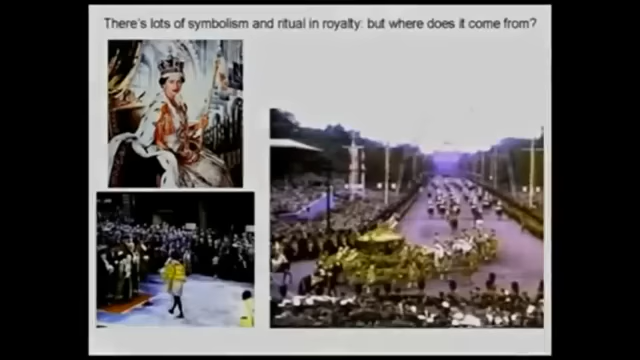 There's lots of symbolism and ritual in royalty: but where does it come from?